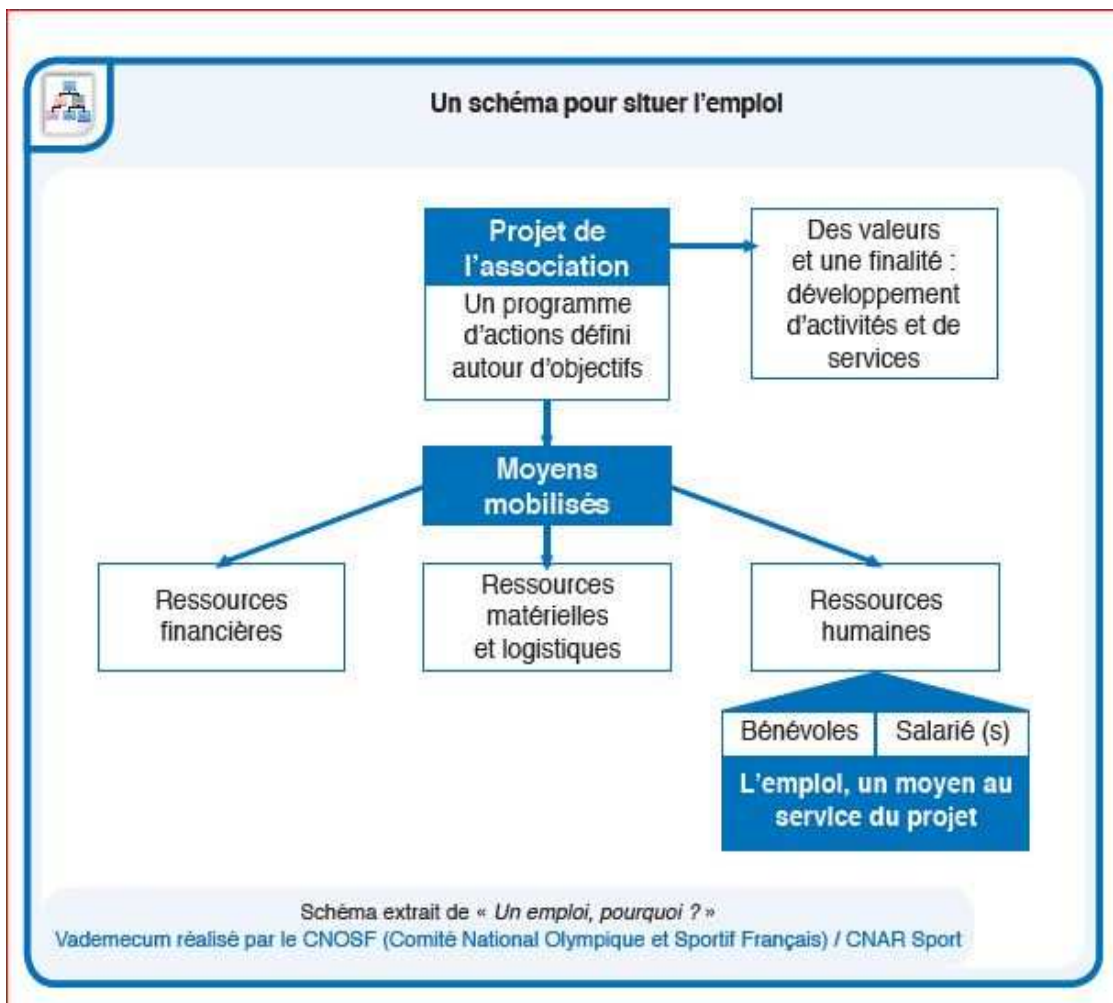 Un schéma pour situer l'emploi
Projet de
l'association
Un programme
d'actions défini
autour d'objectifs
Des valeurs
et une finalité :
développement
d'activités et de
services
Moyens
mobilisés
Ressources
financières
Ressources
matérielles
et logistiques
Ressources
humaines
Bénévoles
Salarié (s)
L'emploi, un moyen au
service du projet
Schéma extrait de « Un emploi, pourquoi ? »
Vademecum réalisé par le CNOSF (Comité National Olympique et Sportif Français) / CNAR Sport